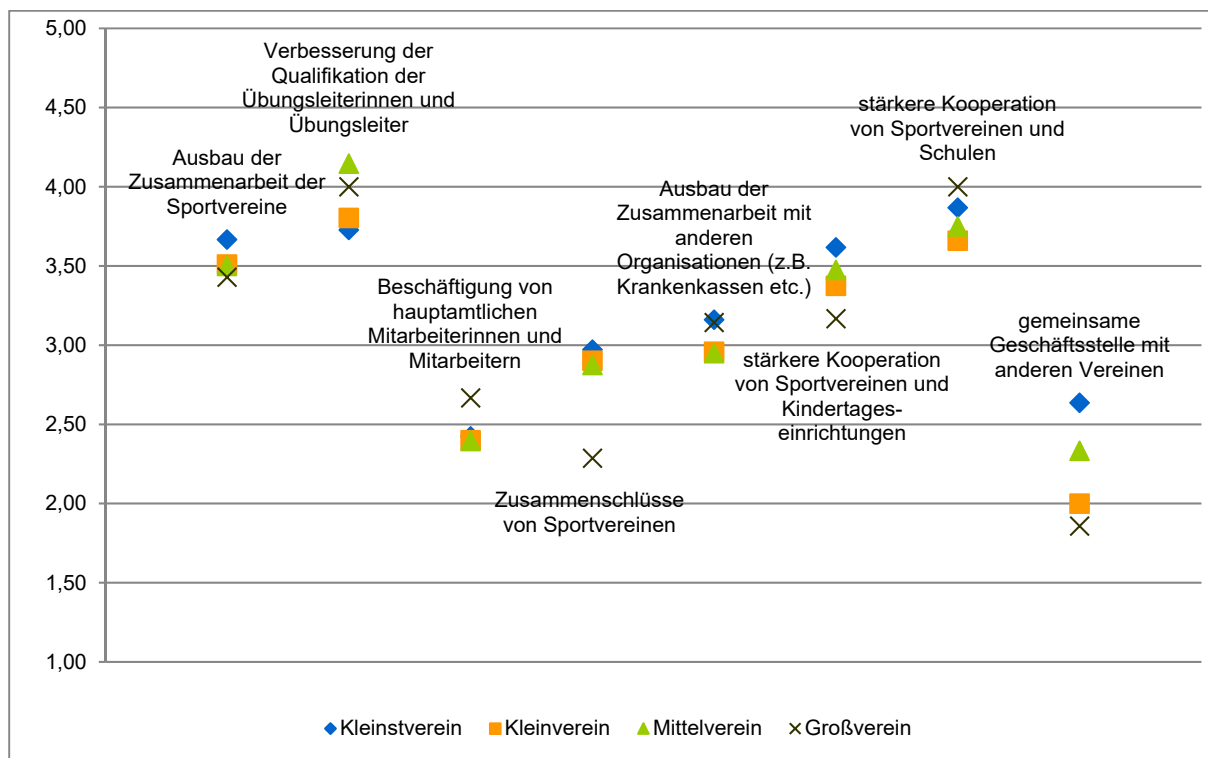 5,00
4,50
4,00
3,50
3,00
2,50
2,00
1,50
1,00
Ausbau der
Zusammenarbeit der
Sportvereine
Verbesserung der
Qualifikation der
Übungsleiterinnen und
Übungsleiter
Beschäftigung von
hauptamtlichen
Mitarbeiterinnen und
Mitarbeitern
Zusammenschlüsse
von Sportvereinen
Ausbau der
Zusammenarbeit mit
anderen
Organisationen (z.B.
Krankenkassen etc.)
stärkere Kooperation
von Sportvereinen und
Kindertages-
einrichtungen
stärkere Kooperation
von Sportvereinen und
Schulen
gemeinsame
Geschäftsstelle mit
anderen Vereinen
Kleinstverein Kleinverein Mittelverein Großverein